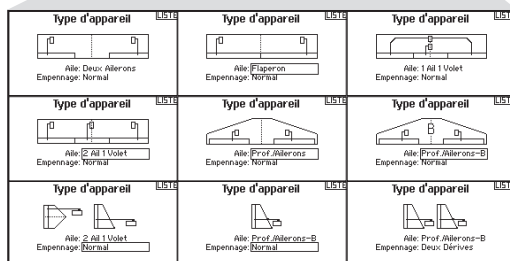 Type d'appareil LISTE
Aile: Deux Ailerons
Empennage: Normal
Type d'appareil LISTE
Aile: Flaperon
Empennage: Normal
Type d'appareil LISTE
Aile: 1 Ail 1 Volet
Empennage: Normal
Type d'appareil LISTE
Aile: 2 Ail 1 Volet
Empennage: Normal
Type d'appareil LISTE
Aile: Prof./Ailerons
Empennage: Normal
Type d'appareil LISTE
B
Aile: Prof./Ailerons-B
Empennage: Normal
Type d'appareil LISTE
Aile: 2 Ail 1 Volet
Empennage: Normal
Type d'appareil LISTE
Aile: Prof./Ailerons-B
Empennage: Normal
Type d'appareil LISTE
Aile: Prof./Ailerons-B
Empennage: Deux Dérives